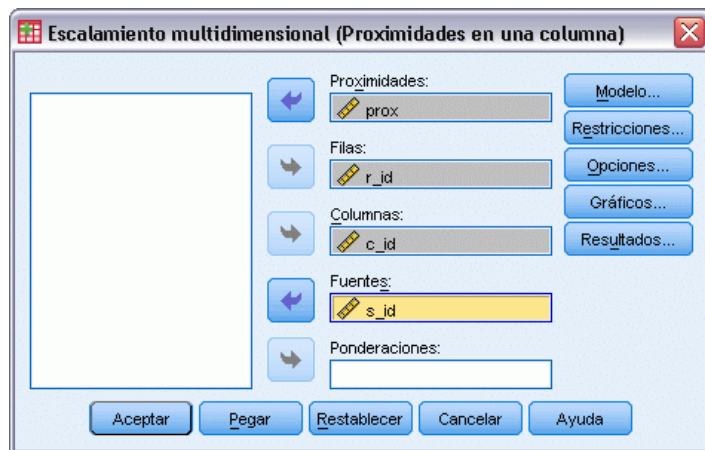 Escalamiento multidimensional (Proximidades en una columna)
Proximidades:
prox
Filas:
r_id
Columnas:
c_id
Fuentes:
s_id
Ponderaciones:
Modelo...
Restricciones...
Opciones...
Gráficos...
Resultados...
Aceptar
Pegar
Restablecer
Cancelar
Ayuda